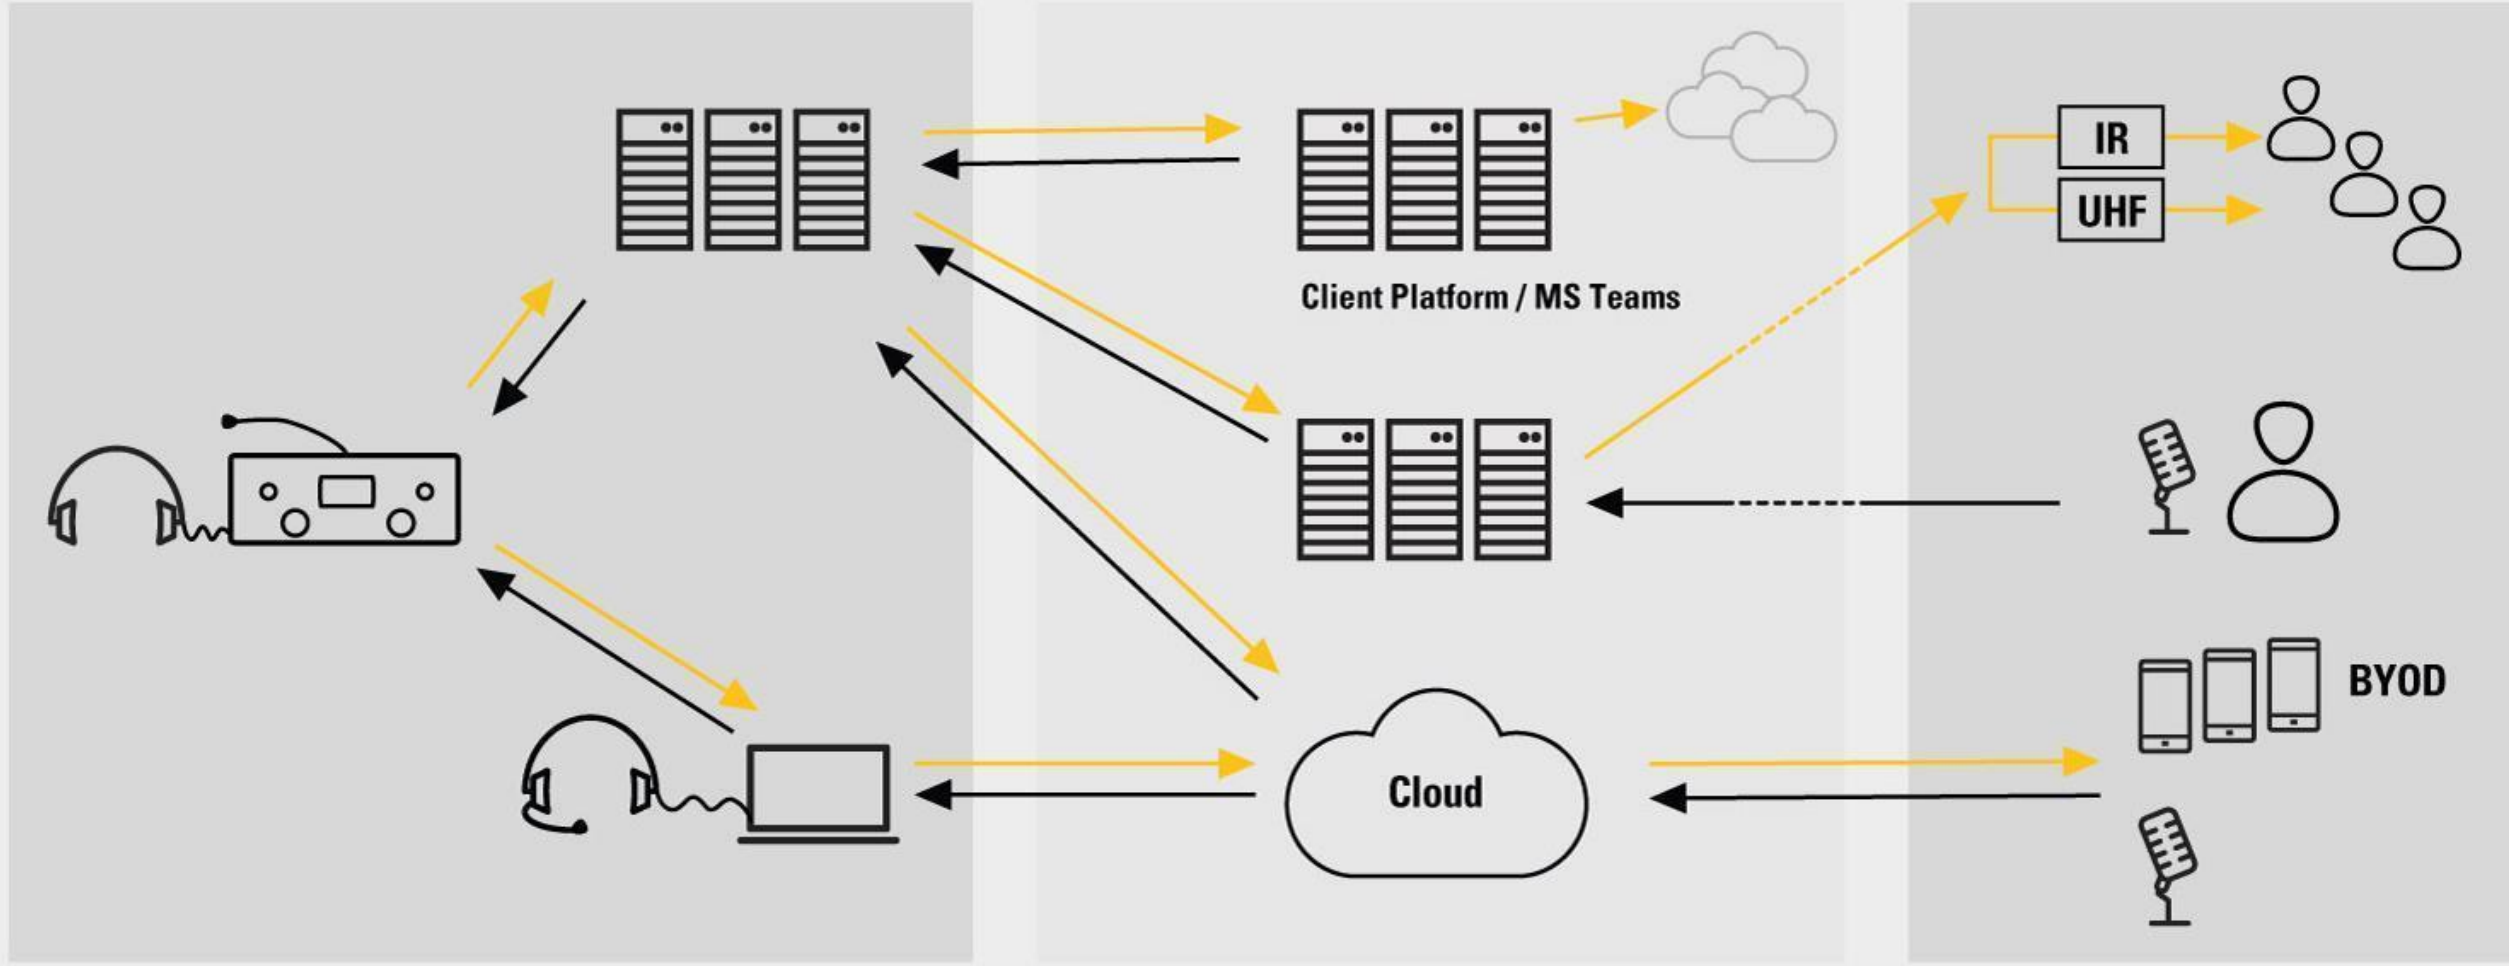 IR
UHF
Client Platform / MS Teams
BYOD
Cloud